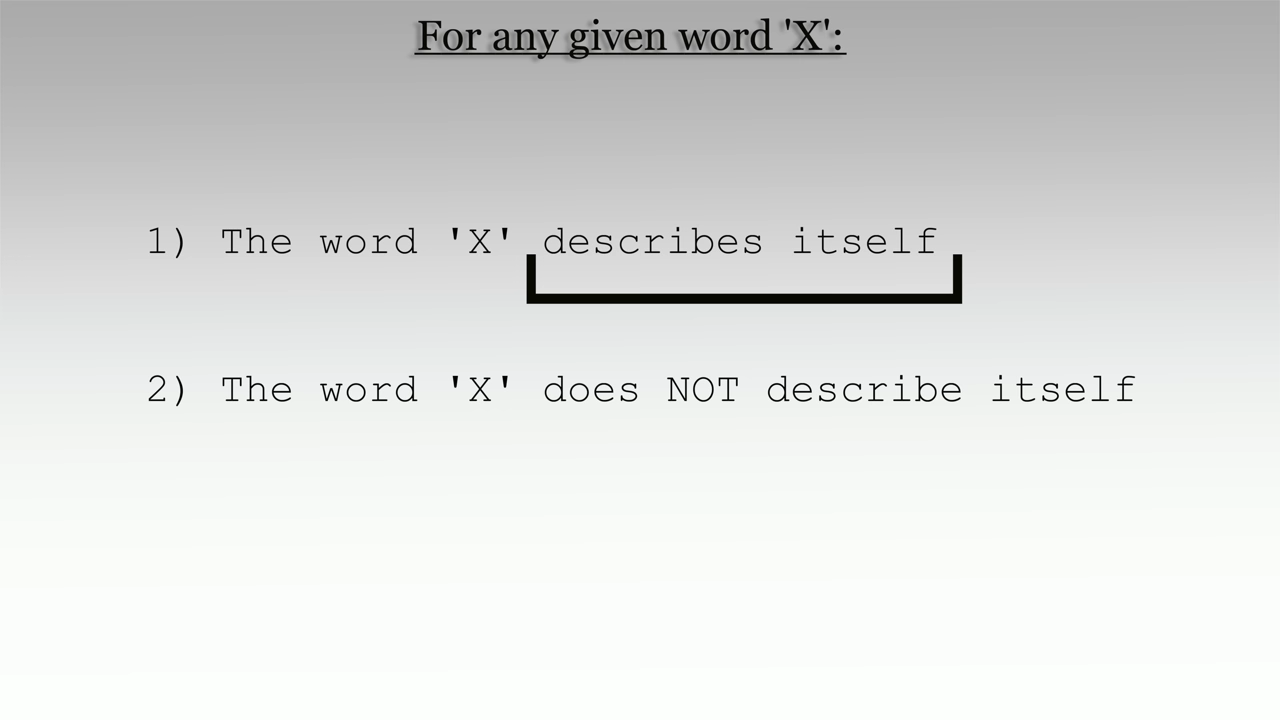 For any given word 'X':
1) The word 'X' describes itself
2) The word 'X' does NOT describe itself